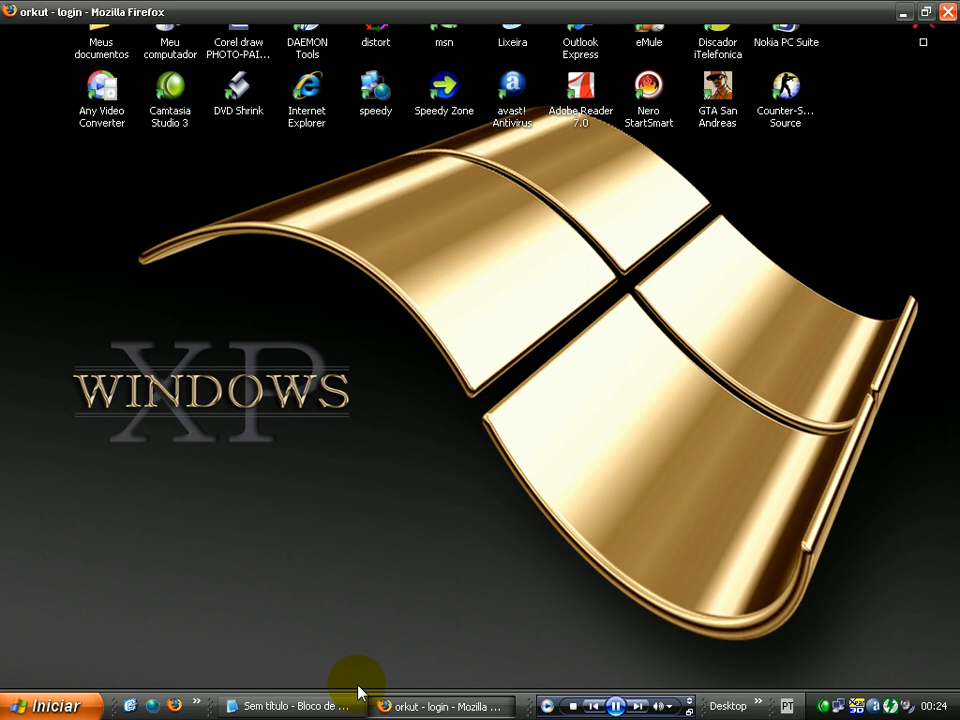 orkut - login - Mozilla Firefox
Meus documentos
Meu computador
Corel draw PHOTO-PAI...
DAEMON Tools
distort
msn
Lixeira
Outlook Express
eMule
Discador iTelefonica
Nokia PC Suite
Any Video Converter
Camtasia Studio 3
DVD Shrink
Internet Explorer
speedy
Speedy Zone
avast! Antivirus
Adobe Reader 7.0
Nero StartSmart
GTA San Andreas
Counter-S... Source
XP
WINDOWS
Iniciar
Sem título - Bloco de ...
orkut - login - Mozilla ...
Desktop
PT
00:24